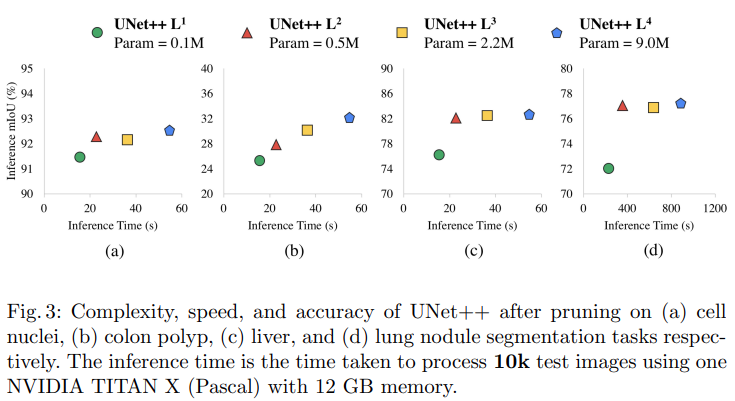 UNet++ L¹ UNet++ L² UNet++ L³ UNet++ L⁴
Param = 0.1M Param = 0.5M Param = 2.2M Param = 9.0M
Inference mIoU (%)
95
94
93
92
91
90
0 20 40 60
Inference Time (s)
(a)
40
36
32
28
24
20
0 20 40 60
Inference Time (s)
(b)
90
86
82
78
74
70
0 20 40 60
Inference Time (s)
(c)
80
78
76
74
72
70
400 800 1200
Inference Time (s)
(d)
Fig. 3: Complexity, speed, and accuracy of UNet++ after pruning on (a) cell
nuclei, (b) colon polyp, (c) liver, and (d) lung nodule segmentation tasks respec-
tively. The inference time is the time taken to process 10k test images using one
NVIDIA TITAN X (Pascal) with 12 GB memory.